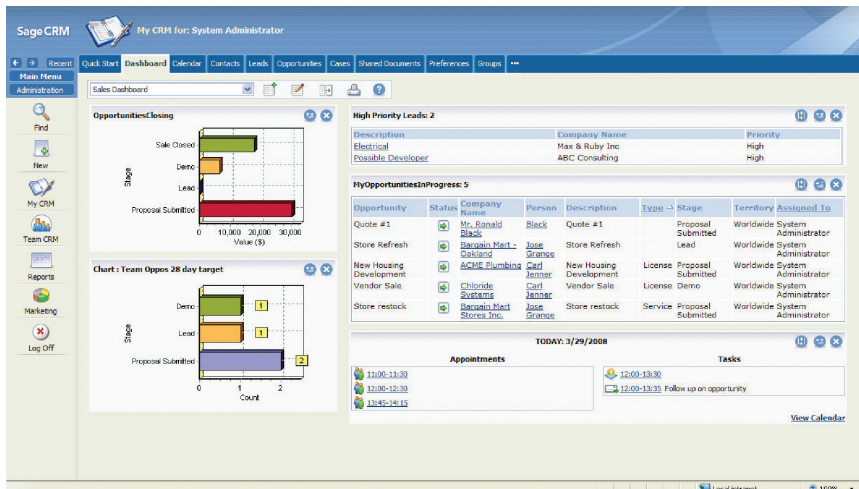 SageCRM
My CRM for: System Administrator
Recent
Quick Start Dashboard Calendar Contacts Leads Opportunities Cases Shared Documents Preferences Groups •••
Main Menu
Administration
Find
New
My CRM
Team CRM
Reports
Marketing
Log Off
Sales Dashboard
OpportunitiesClosing
Stage
Sale Closed
Demo
Lead
Proposal Submitted
0 10,000 20,000 30,000
Value ($)
Chart : Team Oppos 28 day target
Stage
Demo 1
Lead 1
Proposal Submitted 2
0 1 2
Count
High Priority Leads: 2
Description Company Name Priority
Electrical Max & Ruby Inc High
Possible Developer ABC Consulting High
MyOpportunitiesInProgress: 5
Opportunity Status Company Name Person Description Type -> Stage Territory Assigned To
Quote #1 Mr. Ronald Black Black Quote #1 Proposal Submitted Worldwide System Administrator
Store Refresh Bargain Mart - Oakland Jose Grange Store Refresh Lead Worldwide System Administrator
New Housing Development ACME Plumbing Carl Jenner New Housing Development License Proposal Submitted Worldwide System Administrator
Vendor Sale Chloride Systems Carl Jenner Vendor Sale License Demo Worldwide System Administrator
Store restock Bargain Mart Stores Inc. Jose Grange Store restock Service Proposal Submitted Worldwide System Administrator
TODAY: 3/29/2008
Appointments
11:00-11:30
12:00-12:30
13:45-14:15
Tasks
12:00-13:30
12:00-13:35 Follow up on opportunity
View Calendar